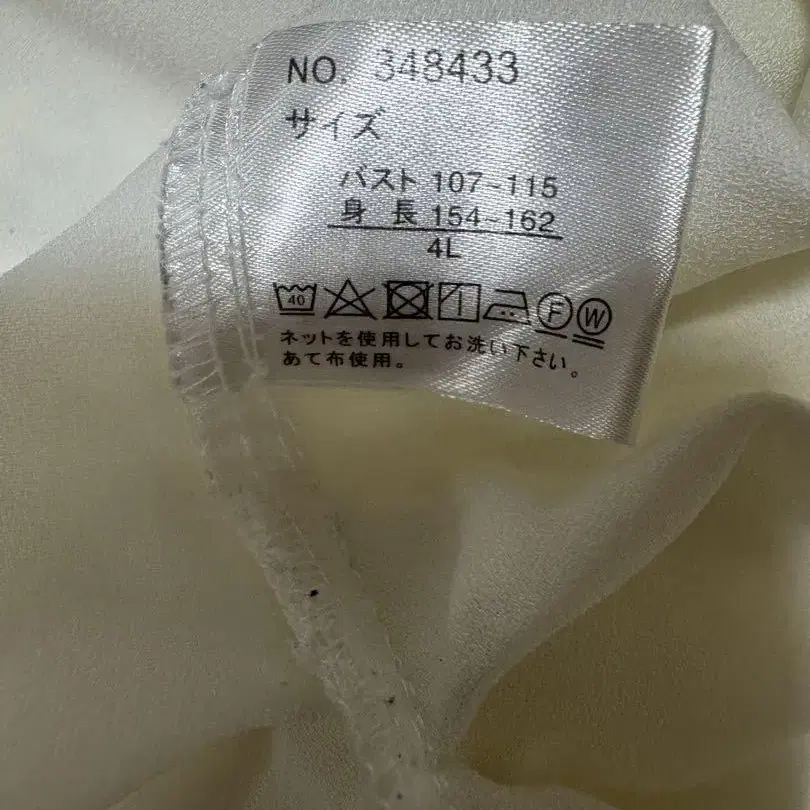 NO. 348433
サイズ
バスト 107~115
身長 154~162
4L
40 F W
ネットを使用してお洗い下さい。
あて布使用。